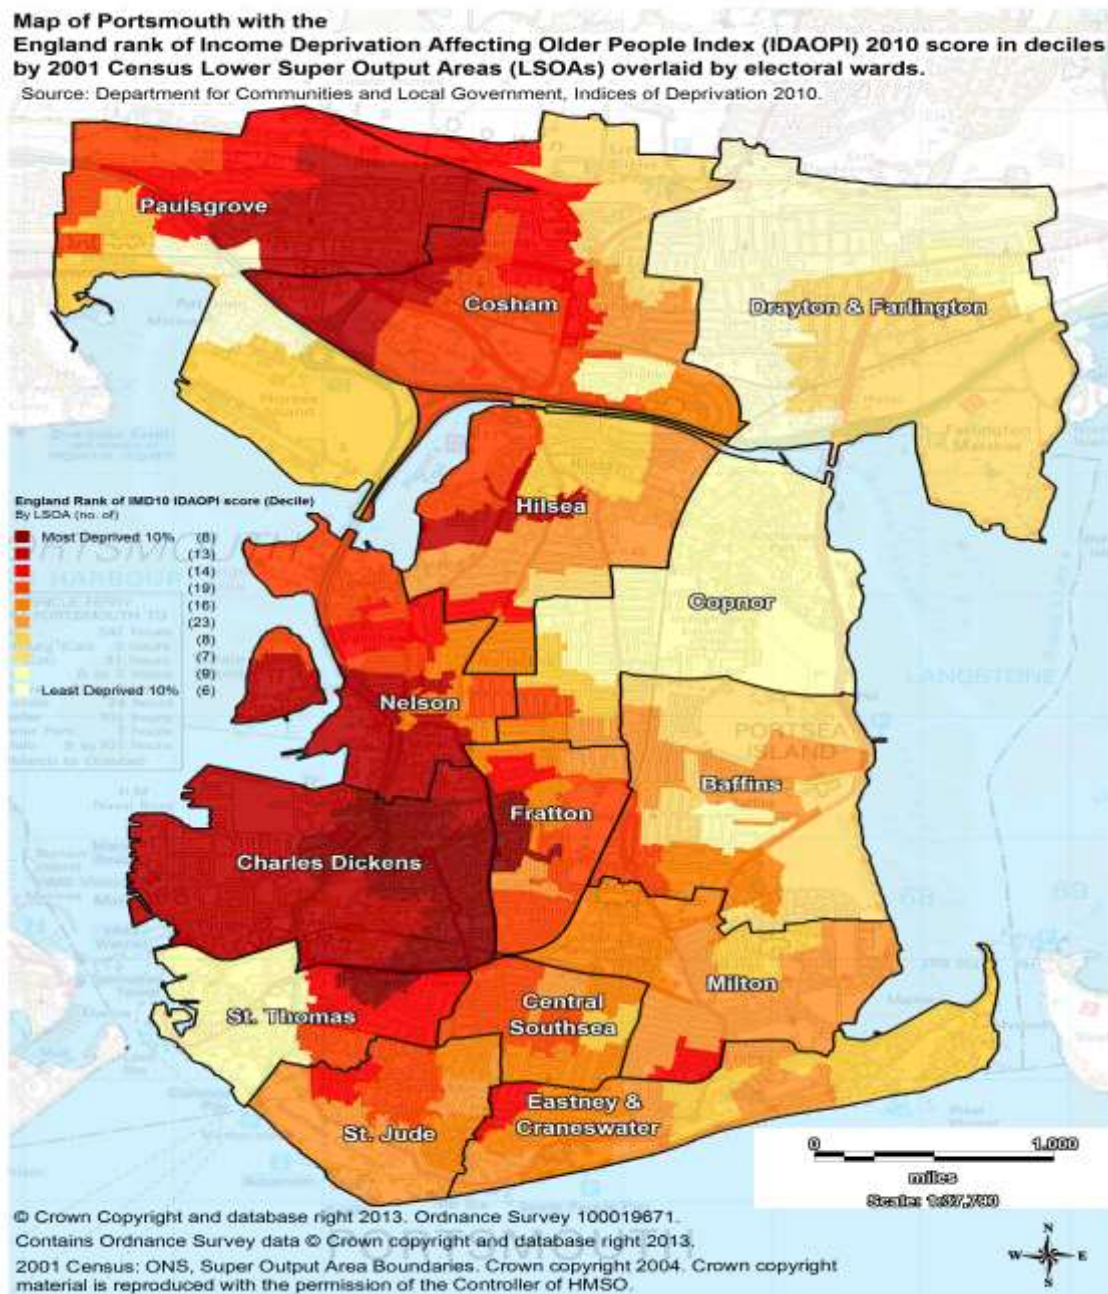 Map of Portsmouth with the
England rank of Income Deprivation Affecting Older People Index (IDAOPI) 2010 score in deciles
by 2001 Census Lower Super Output Areas (LSOAs) overlaid by electoral wards.
Source: Department for Communities and Local Government, Indices of Deprivation 2010.
Paulsgrove
Cosham
Drayton & Farlington
Hilsea
England Rank of IMD10 IDAOPI score (Decile)
By LSOA (no. of)
Most Deprived 10% (8)
(13)
(14)
(19)
(16)
(23)
(8)
(7)
(9)
Least Deprived 10% (6)
Copnor
LANGSTONE
Nelson
PORTSEA
ISLAND
Baffins
Fratton
Charles Dickens
Milton
Central
Southsea
St. Thomas
Eastney &
Craneswater
St. Jude
0 1,000
miles
Scale: 1:37,790
© Crown Copyright and database right 2013. Ordnance Survey 100019671.
Contains Ordnance Survey data © Crown copyright and database right 2013.
2001 Census: ONS, Super Output Area Boundaries. Crown copyright 2004. Crown copyright
material is reproduced with the permission of the Controller of HMSO.
N
W E
S